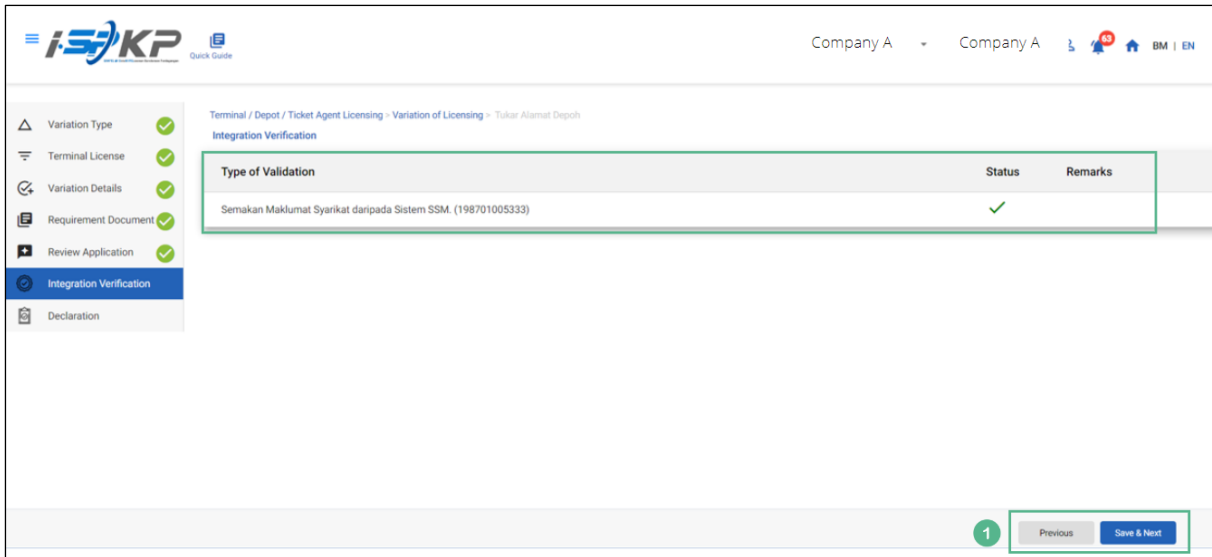 i-SPKP
Quick Guide
Company A
Company A
63
BM | EN
Variation Type
Terminal License
Variation Details
Requirement Document
Review Application
Integration Verification
Declaration
Terminal / Depot / Ticket Agent Licensing > Variation of Licensing > Tukar Alamat Depoh
Integration Verification
Type of Validation Status Remarks
Semakan Maklumat Syarikat daripada Sistem SSM. (198701005333)
1
Previous
Save & Next